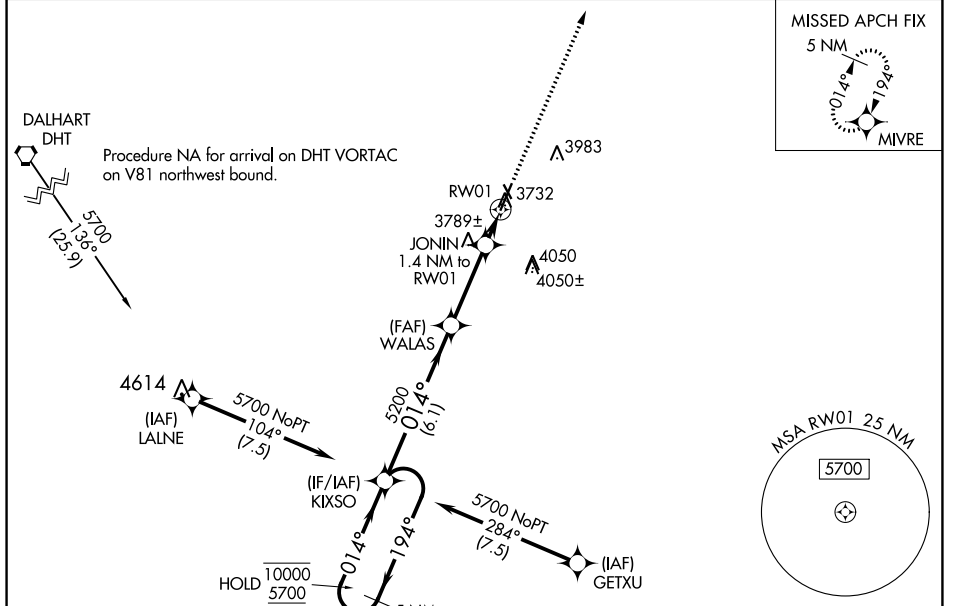 MISSED APCH FIX
5 NM
014°
194°
MIVRE
DALHART
DHT
Procedure NA for arrival on DHT VORTAC
on V81 northwest bound.
5700
136°
(25.9)
3983
RW01
3732
3789±
JONIN
1.4 NM to
RW01
4050
4050±
(FAF)
WALAS
5200
014°
(6.1)
4614
(IAF)
LALNE
5700 NoPT
104°
(7.5)
(IF/IAF)
KIXSO
5700 NoPT
284°
(7.5)
(IAF)
GETXU
014°
194°
HOLD
10000
5700
MSA RW01 25 NM
5700